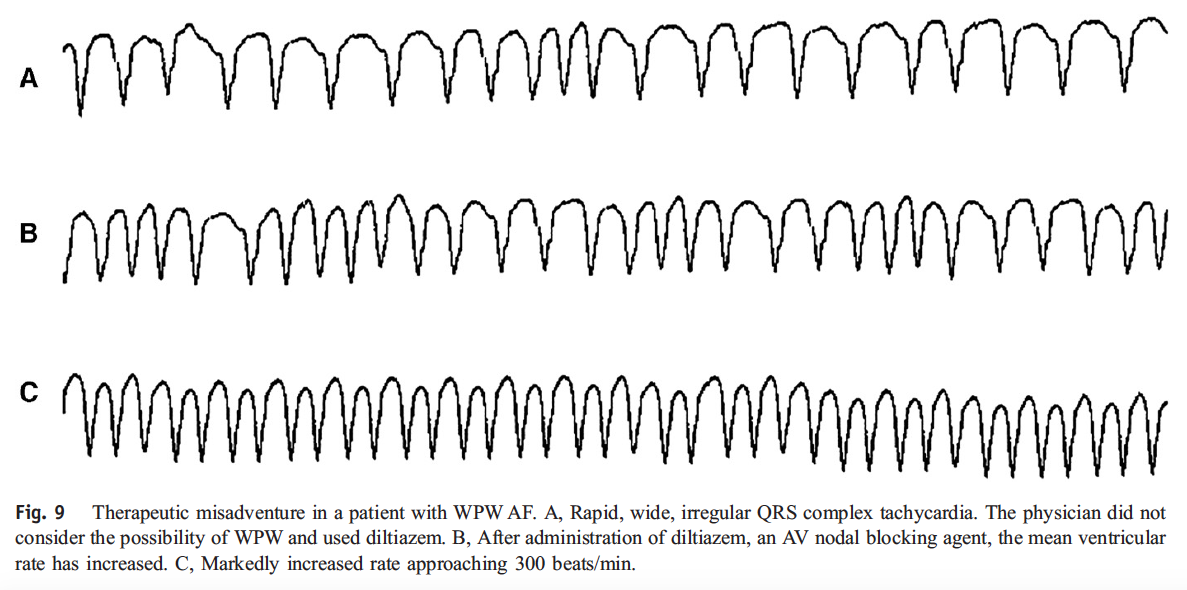 A
B
C
Fig. 9 Therapeutic misadventure in a patient with WPW AF. A, Rapid, wide, irregular QRS complex tachycardia. The physician did not
consider the possibility of WPW and used diltiazem. B, After administration of diltiazem, an AV nodal blocking agent, the mean ventricular
rate has increased. C, Markedly increased rate approaching 300 beats/min.